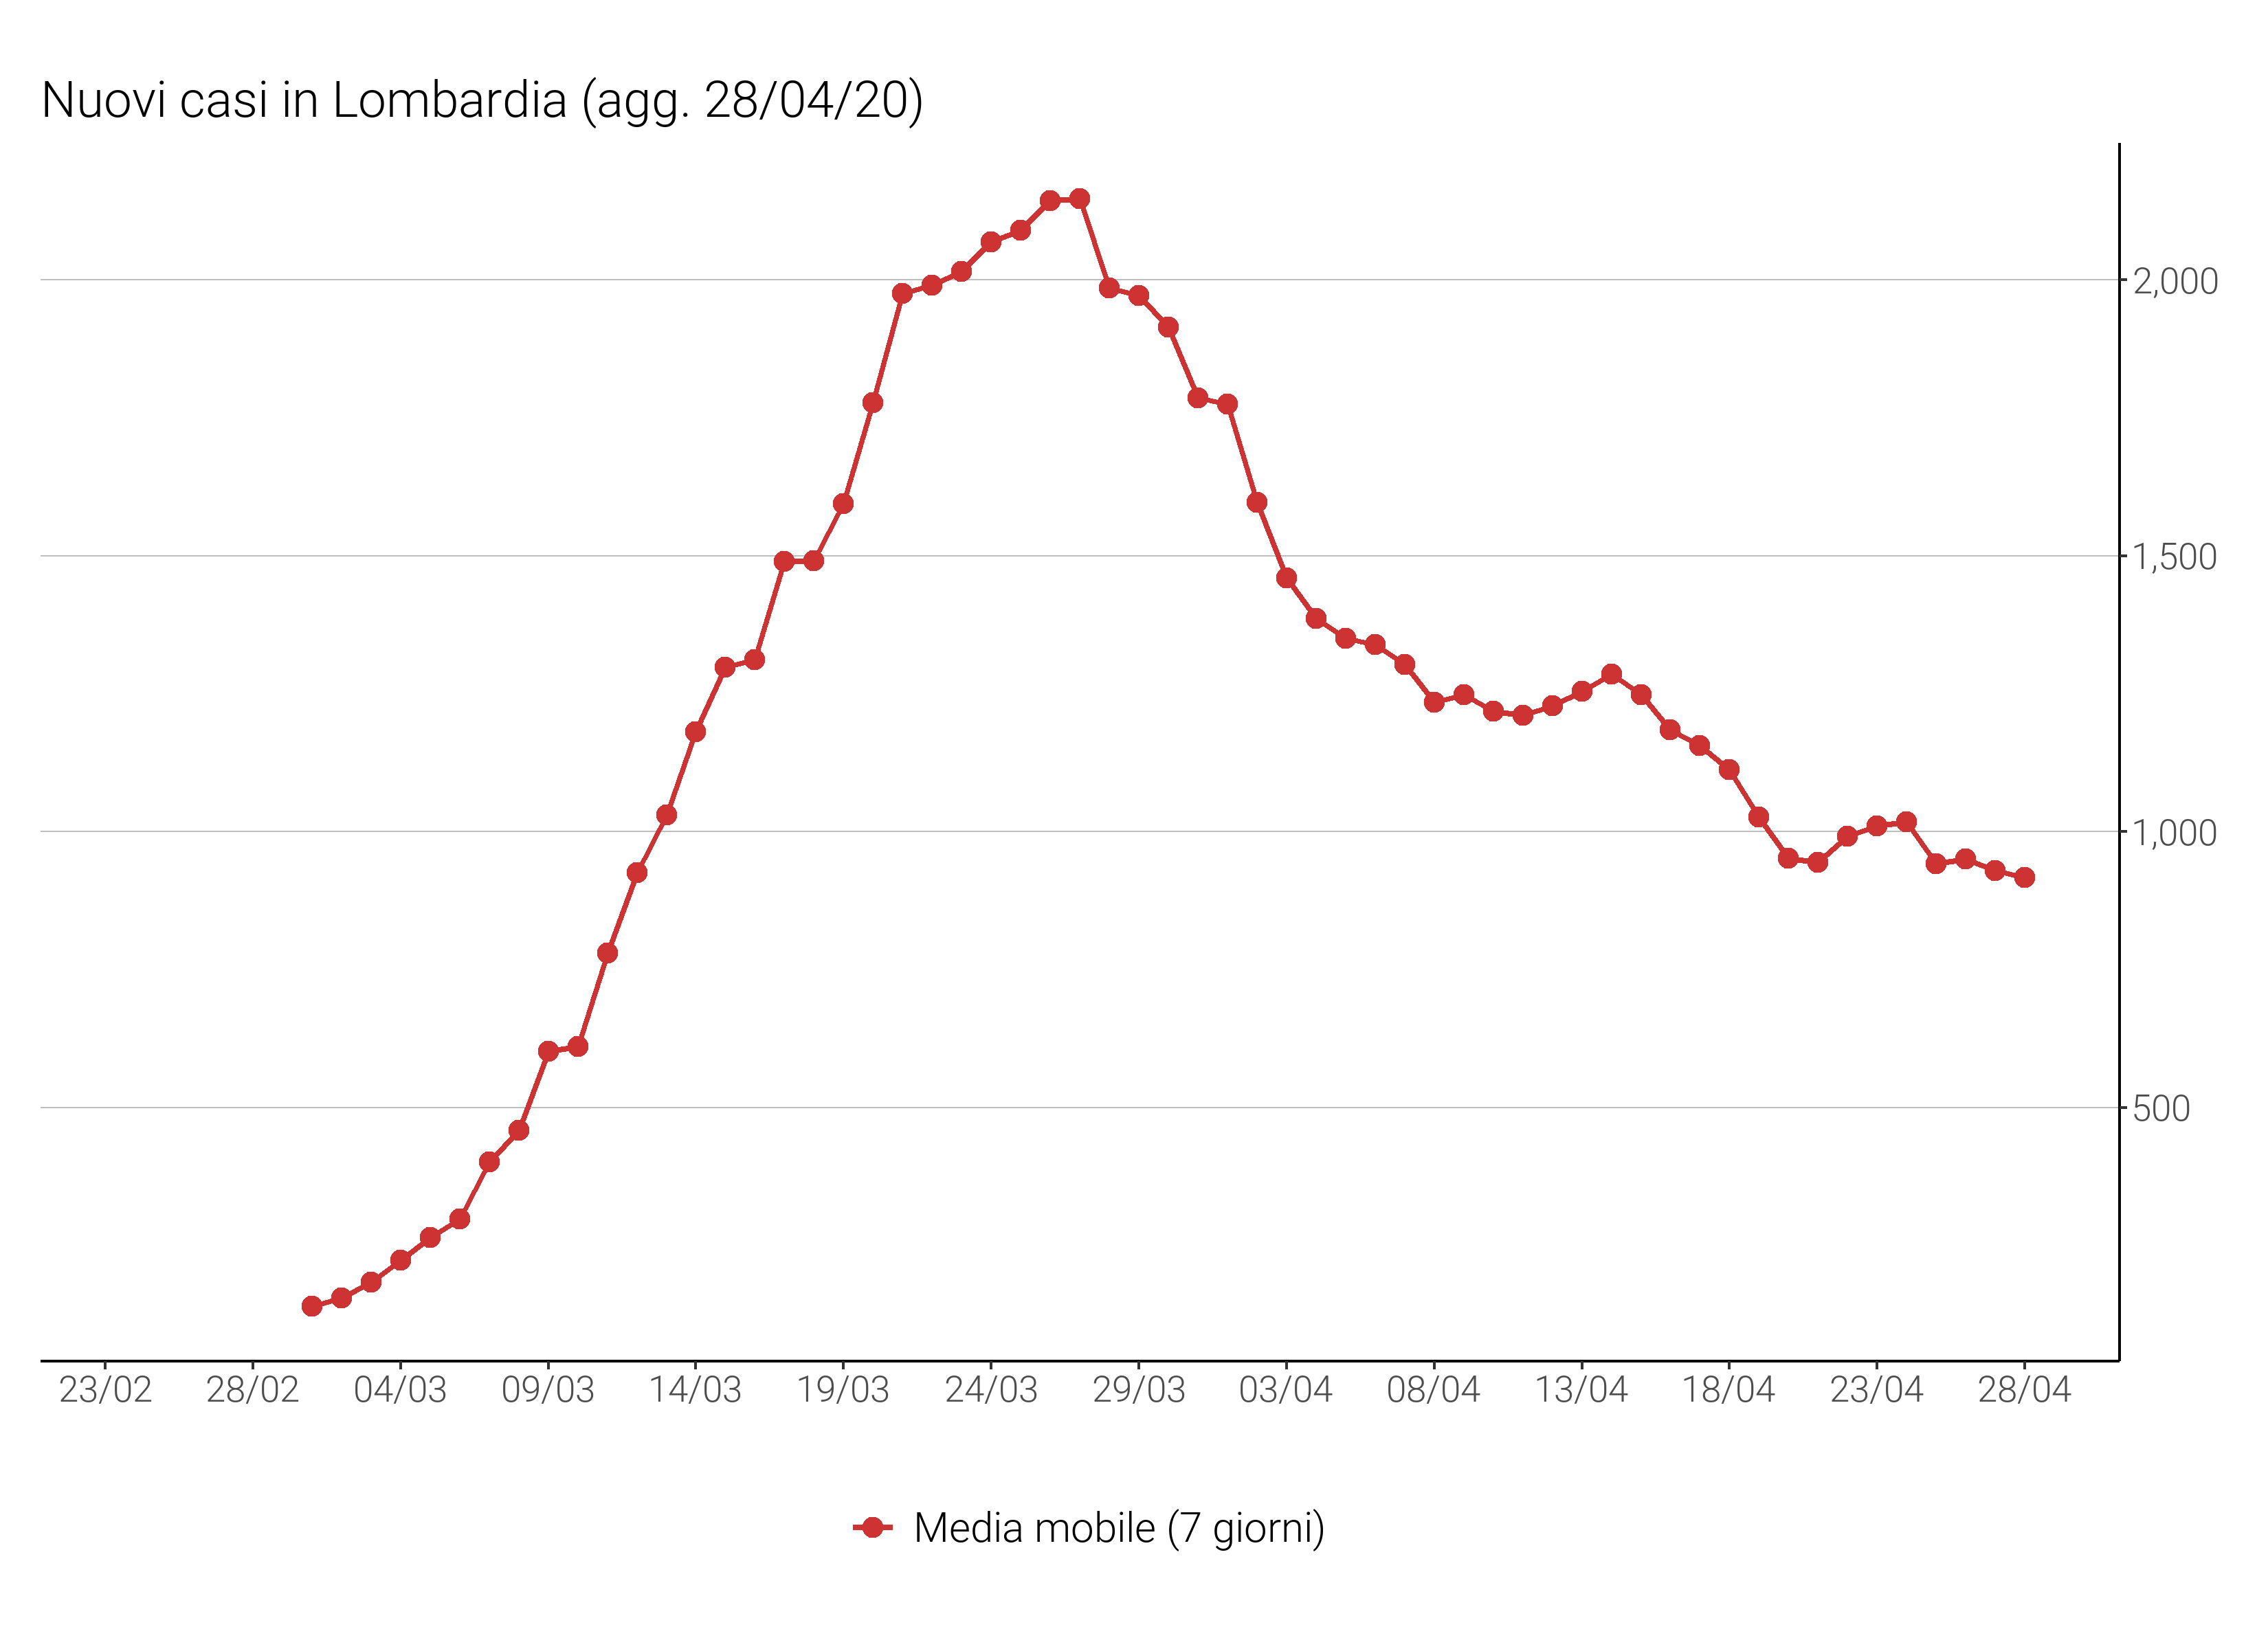 Nuovi casi in Lombardia (agg. 28/04/20)
2,000
1,500
1,000
500
23/02 28/02 04/03 09/03 14/03 19/03 24/03 29/03 03/04 08/04 13/04 18/04 23/04 28/04
Media mobile (7 giorni)